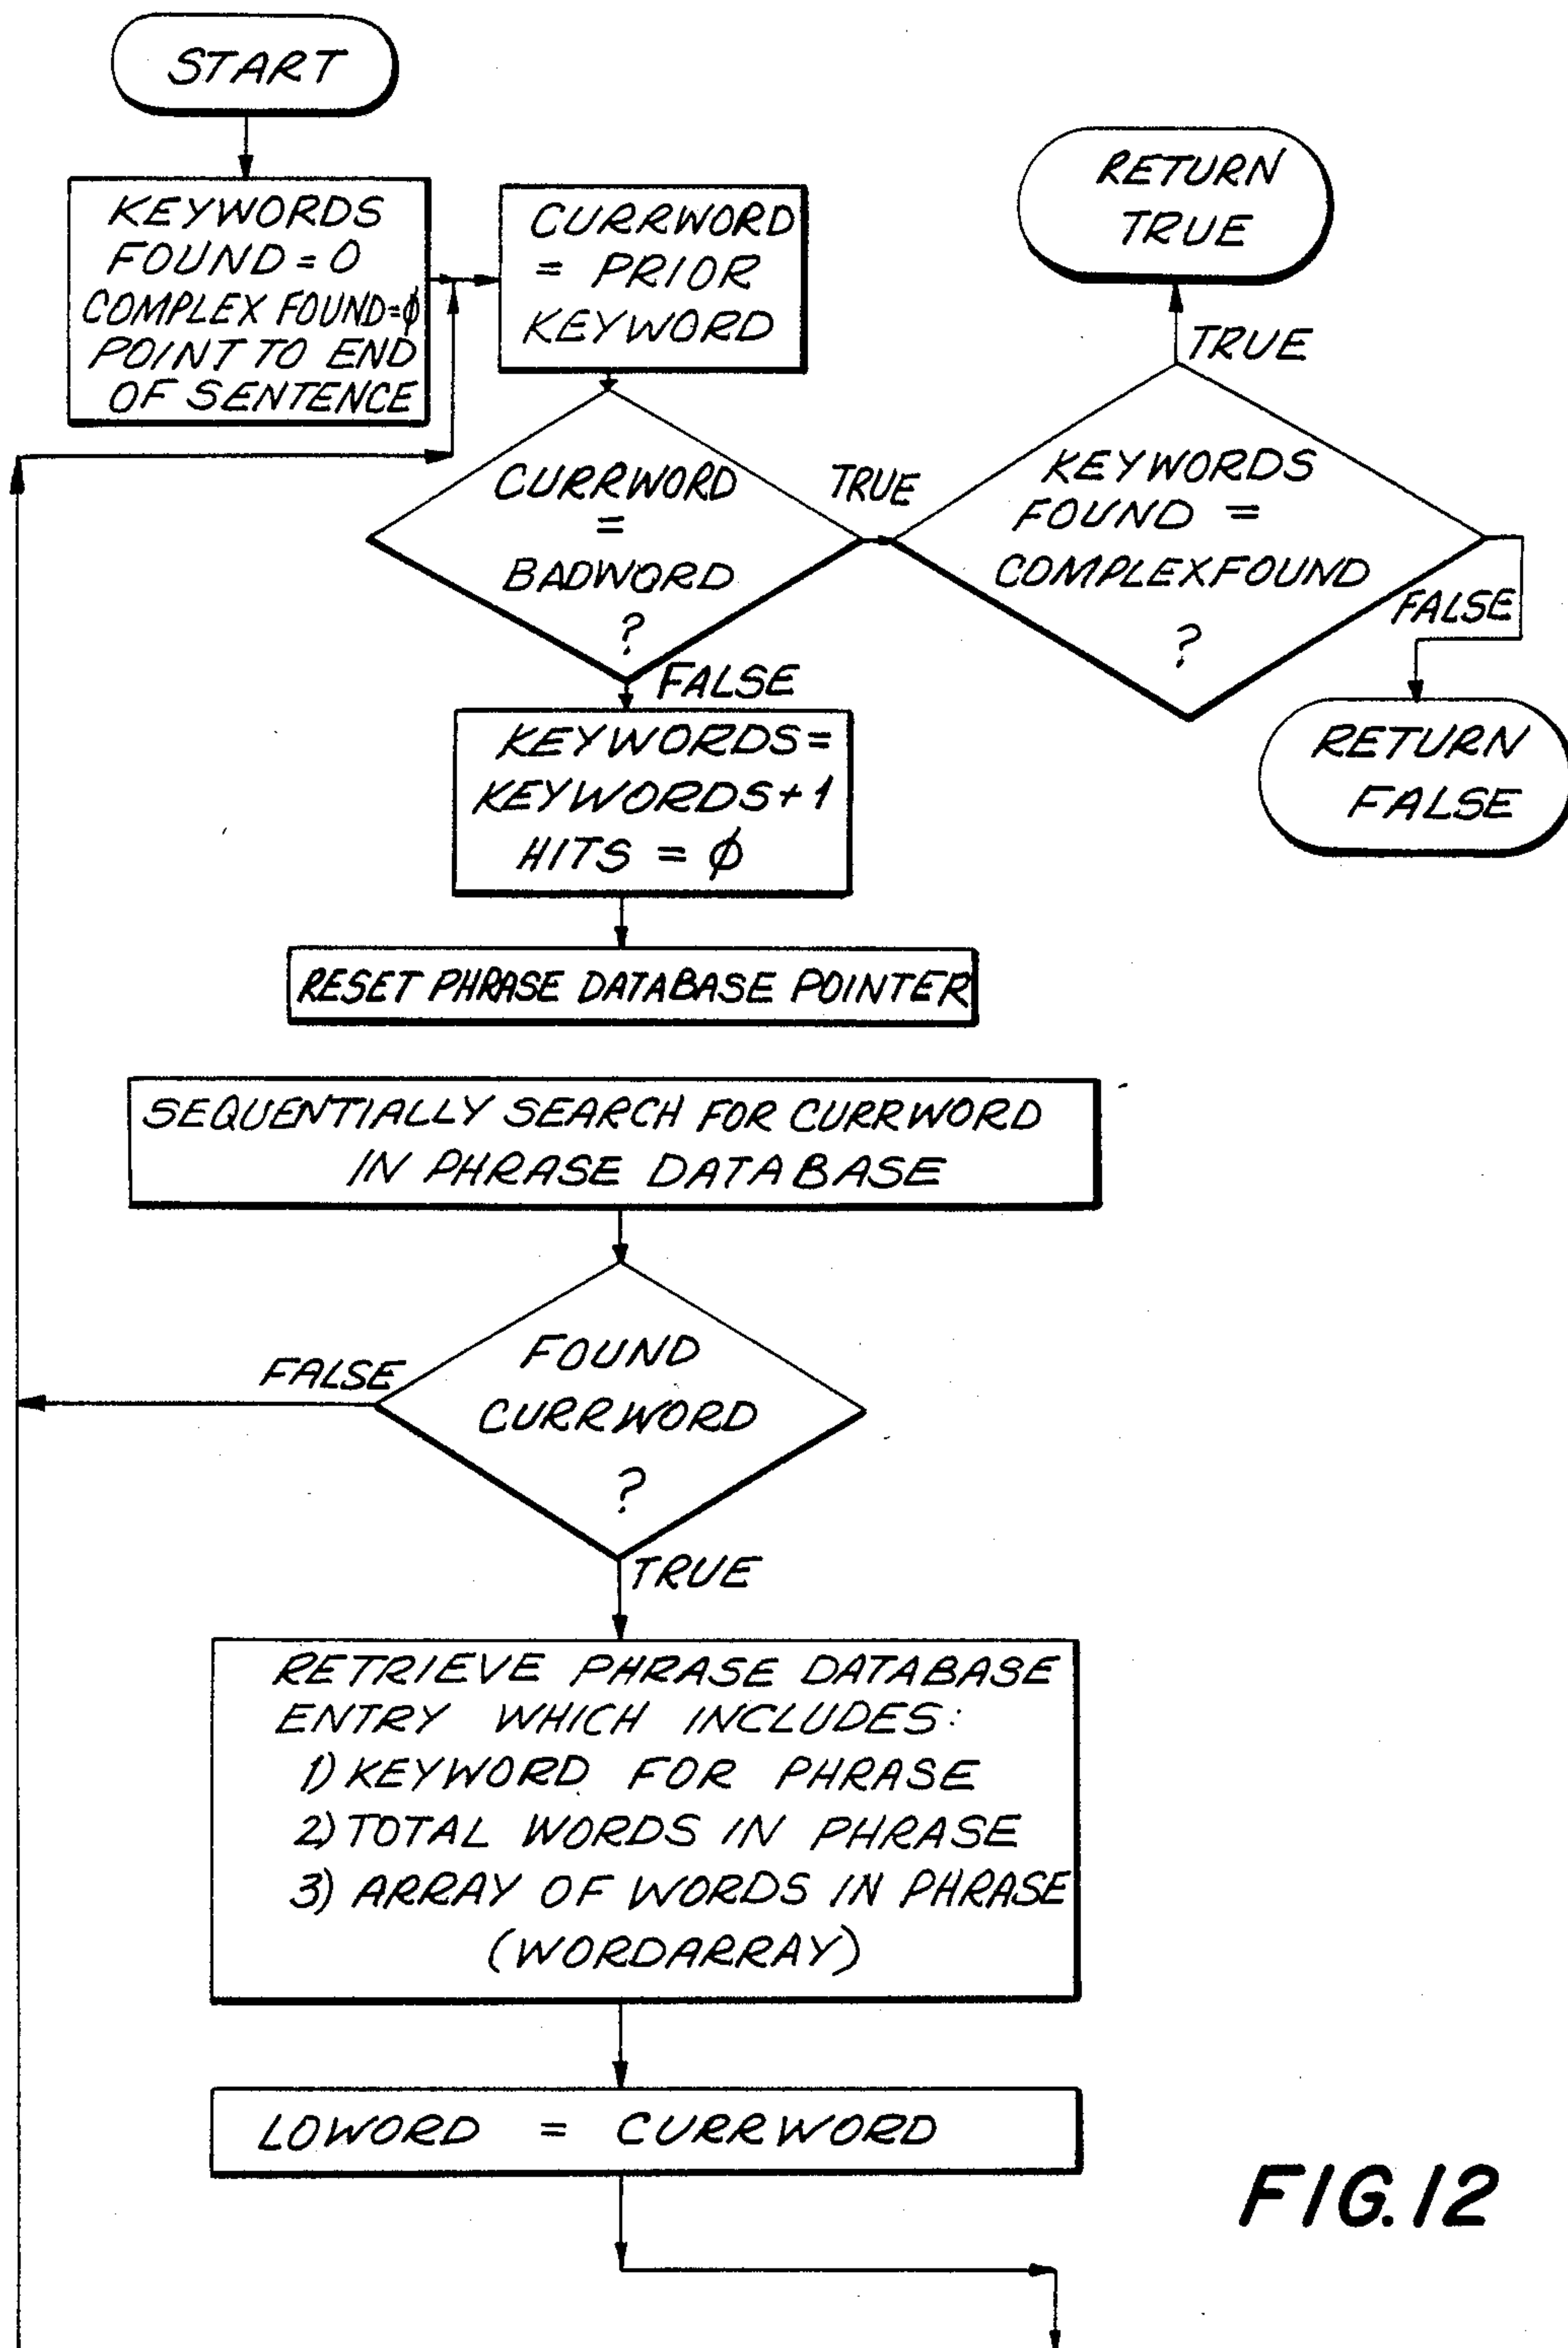 START
KEYWORDS
FOUND = 0
COMPLEX FOUND=ϕ
POINT TO END
OF SENTENCE
CURRWORD
= PRIOR
KEYWORD
RETURN
TRUE
TRUE
CURRWORD
=
BADWORD
?
TRUE
KEYWORDS
FOUND =
COMPLEXFOUND
?
FALSE
RETURN
FALSE
FALSE
KEYWORDS=
KEYWORDS+1
HITS = ϕ
RESET PHRASE DATABASE POINTER
SEQUENTIALLY SEARCH FOR CURRWORD
IN PHRASE DATABASE
FOUND
CURRWORD
?
FALSE
TRUE
RETRIEVE PHRASE DATABASE
ENTRY WHICH INCLUDES:
1) KEYWORD FOR PHRASE
2) TOTAL WORDS IN PHRASE
3) ARRAY OF WORDS IN PHRASE
(WORDARRAY)
LOWORD = CURRWORD
FIG.12